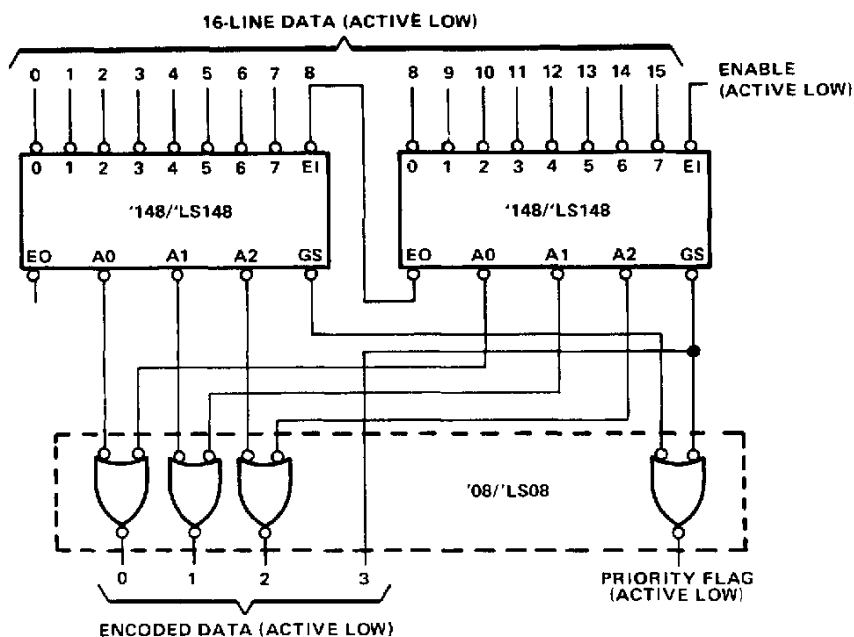 16-LINE DATA (ACTIVE LOW)
0 1 2 3 4 5 6 7 8 8 9 10 11 12 13 14 15 ENABLE
(ACTIVE LOW)
0 1 2 3 4 5 6 7 EI 0 1 2 3 4 5 6 7 EI
'148/'LS148 '148/'LS148
EO A0 A1 A2 GS EO A0 A1 A2 GS
'08/'LS08
0 1 2 3 PRIORITY FLAG
(ACTIVE LOW)
ENCODED DATA (ACTIVE LOW)